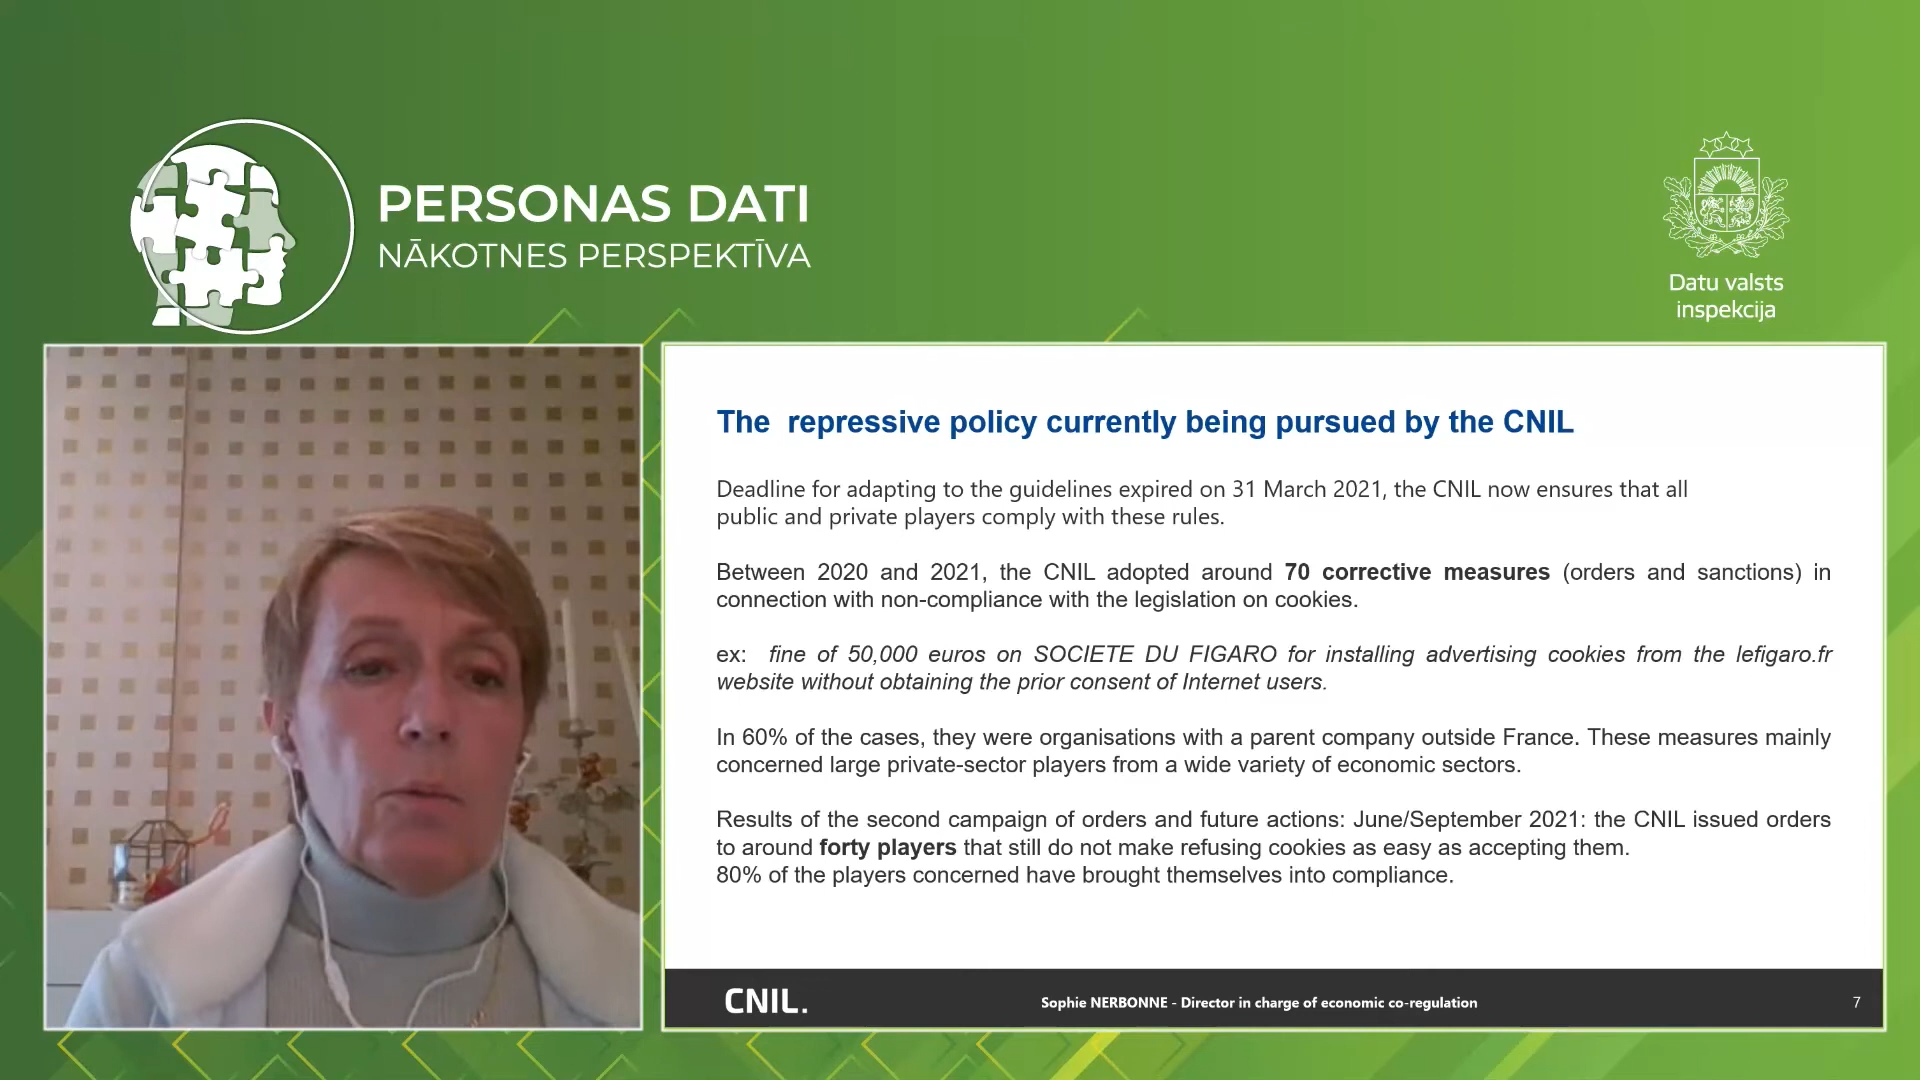 PERSONAS DATI
NĀKOTNES PERSPEKTĪVA
Datu valsts
inspekcija
The  repressive policy currently being pursued by the CNIL
Deadline for adapting to the guidelines expired on 31 March 2021, the CNIL now ensures that all
public and private players comply with these rules.
Between 2020 and 2021, the CNIL adopted around 70 corrective measures (orders and sanctions) in
connection with non-compliance with the legislation on cookies.
ex: fine of 50,000 euros on SOCIETE DU FIGARO for installing advertising cookies from the lefigaro.fr
website without obtaining the prior consent of Internet users.
In 60% of the cases, they were organisations with a parent company outside France. These measures mainly
concerned large private-sector players from a wide variety of economic sectors.
Results of the second campaign of orders and future actions: June/September 2021: the CNIL issued orders
to around forty players that still do not make refusing cookies as easy as accepting them.
80% of the players concerned have brought themselves into compliance.
CNIL.
Sophie NERBONNE - Director in charge of economic co-regulation
7